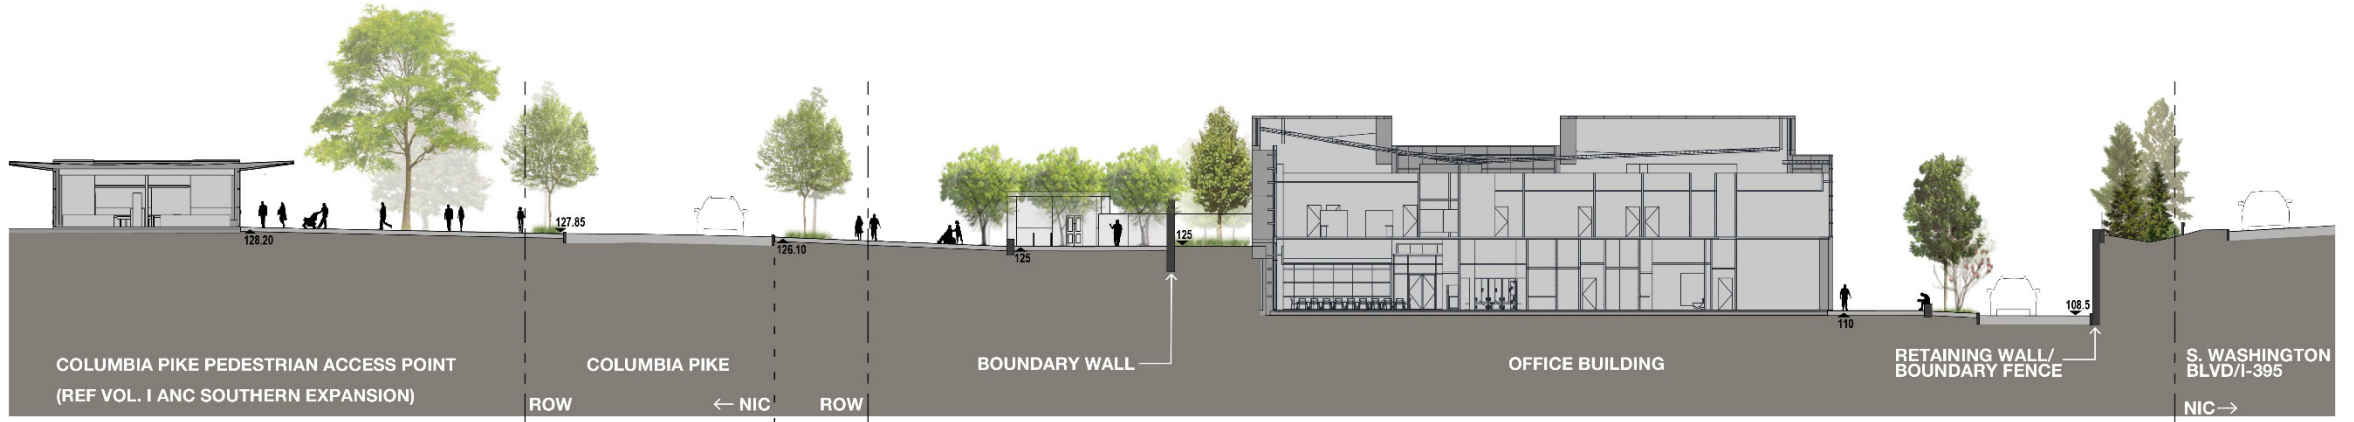 128.20
127.85
126.10
125
125
110
108.5
COLUMBIA PIKE PEDESTRIAN ACCESS POINT
(REF VOL. I ANC SOUTHERN EXPANSION)
COLUMBIA PIKE
BOUNDARY WALL
OFFICE BUILDING
RETAINING WALL/
BOUNDARY FENCE
S. WASHINGTON
BLVD/I-395
ROW
← NIC
ROW
NIC→